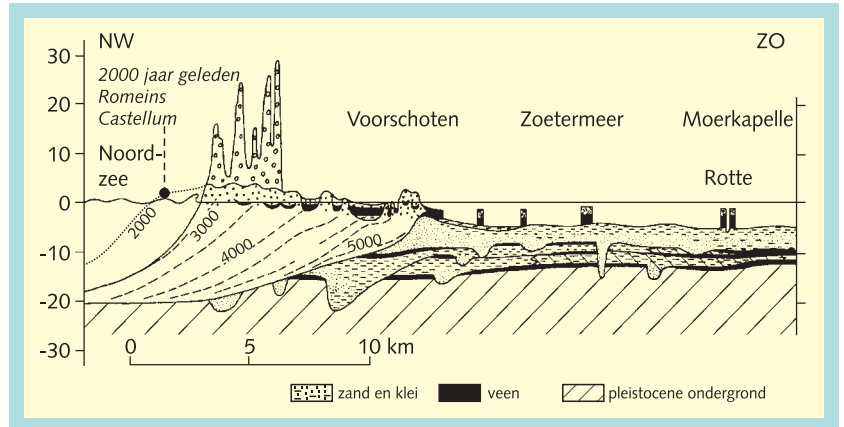 NW
ZO
30
20
10
0
-10
-20
-30
2000 jaar geleden
Romeins
Castellum
Noord-
zee
Voorschoten
Zoetermeer
Moerkapelle
Rotte
2000
3000
4000
5000
0
5
10 km
zand en klei
veen
pleistocene ondergrond